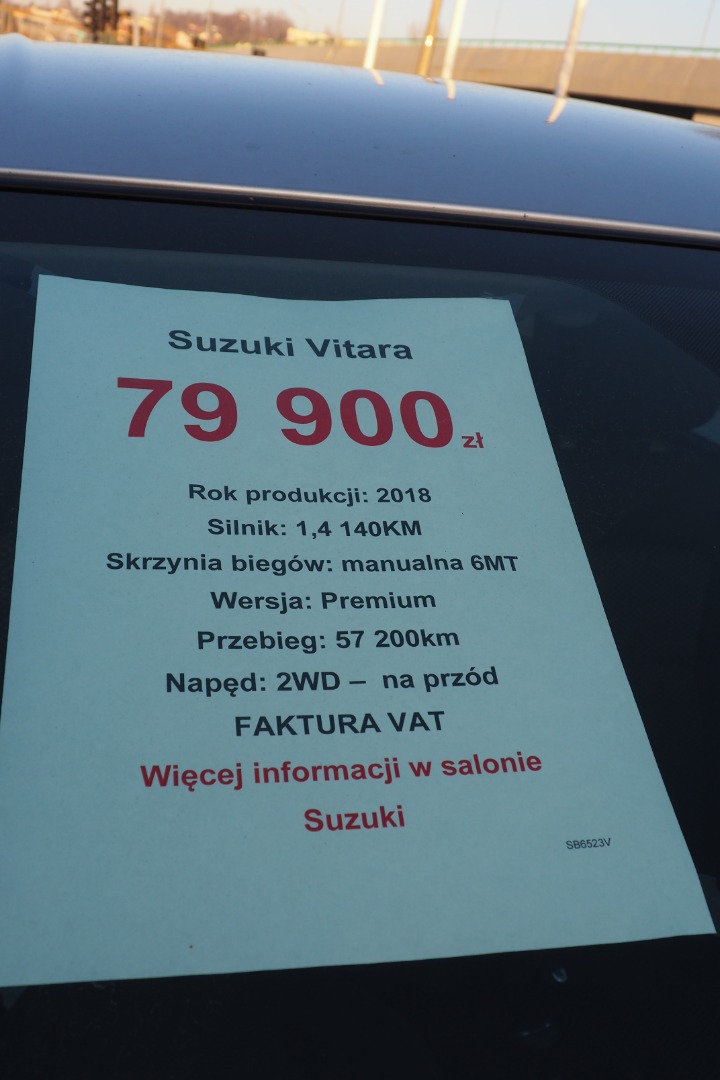 Suzuki Vitara
79 900 zł
Rok produkcji: 2018
Silnik: 1,4 140KM
Skrzynia biegów: manualna 6MT
Wersja: Premium
Przebieg: 57 200km
Napęd: 2WD – na przód
FAKTURA VAT
Więcej informacji w salonie
Suzuki
SB6523V